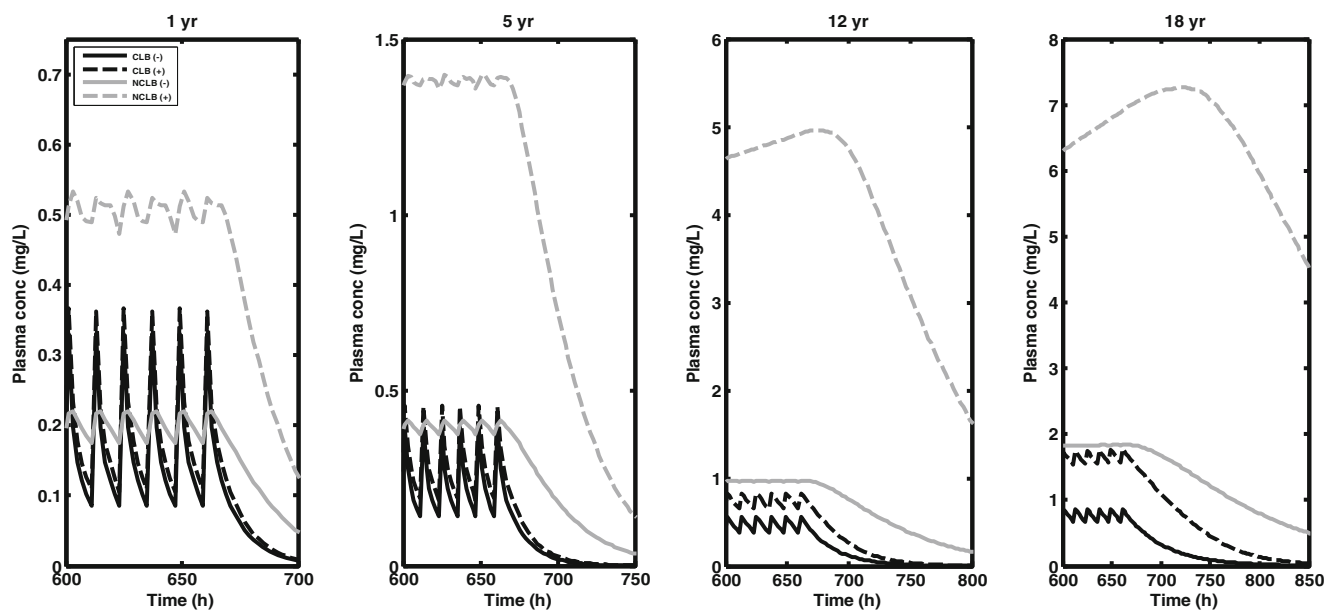 1 yr
5 yr
12 yr
18 yr
CLB (-)
CLB (+)
NCLB (-)
NCLB (+)
Plasma conc (mg/L)
0.7
0.6
0.5
0.4
0.3
0.2
0.1
0
600
650
700
Time (h)
Plasma conc (mg/L)
1.5
1
0.5
0
600
650
700
750
Time (h)
Plasma conc (mg/L)
6
5
4
3
2
1
0
600
700
800
Time (h)
Plasma conc (mg/L)
8
7
6
5
4
3
2
1
0
600
650
700
750
800
850
Time (h)